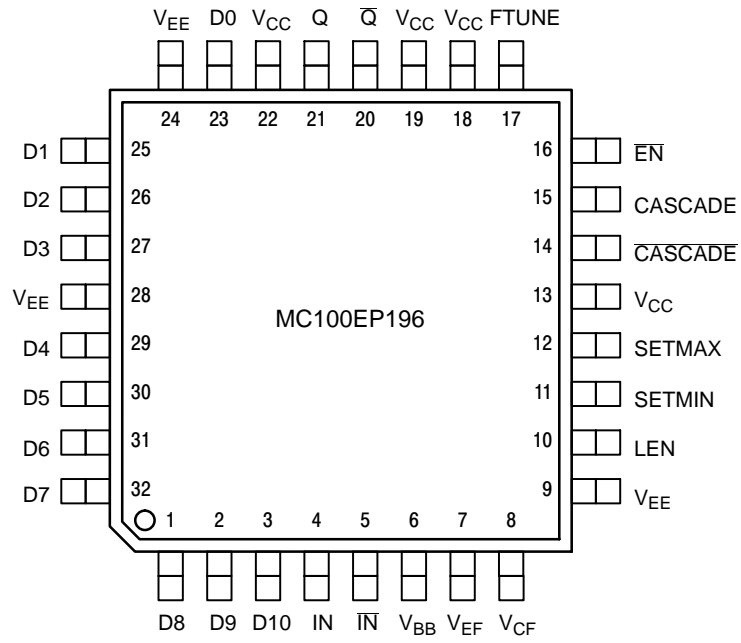 VEE D0 VCC Q Q̅ VCC VCC FTUNE
24 23 22 21 20 19 18 17
D1 25 16 E̅N̅
D2 26 15 CASCADE
D3 27 14 C̅A̅S̅C̅A̅D̅E̅
VEE 28 13 VCC
MC100EP196
D4 29 12 SETMAX
D5 30 11 SETMIN
D6 31 10 LEN
D7 32 9 VEE
1 2 3 4 5 6 7 8
D8 D9 D10 IN I̅N̅ VBB VEF VCF